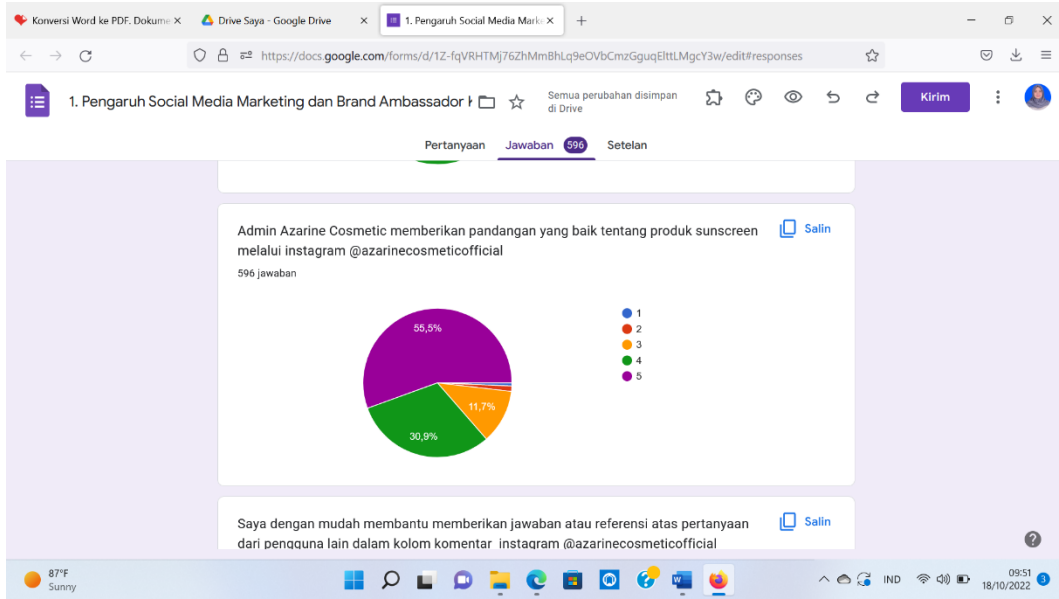 Konversi Word ke PDF. Dokume
Drive Saya - Google Drive
1. Pengaruh Social Media Marke
https://docs.google.com/forms/d/1Z-fqVRHTMj76ZhMmBhLq9eOVbCmzGguqElttLMgcY3w/edit#responses
1. Pengaruh Social Media Marketing dan Brand Ambassador
Semua perubahan disimpan
di Drive
Kirim
Pertanyaan Jawaban 596 Setelan
Admin Azarine Cosmetic memberikan pandangan yang baik tentang produk sunscreen
melalui instagram @azarinecosmeticofficial
Salin
596 jawaban
55,5%
11,7%
30,9%
1
2
3
4
5
Saya dengan mudah membantu memberikan jawaban atau referensi atas pertanyaan
dari pengguna lain dalam kolom komentar instagram @azarinecosmeticofficial
Salin
87°F
Sunny
IND
09:51
18/10/2022
3